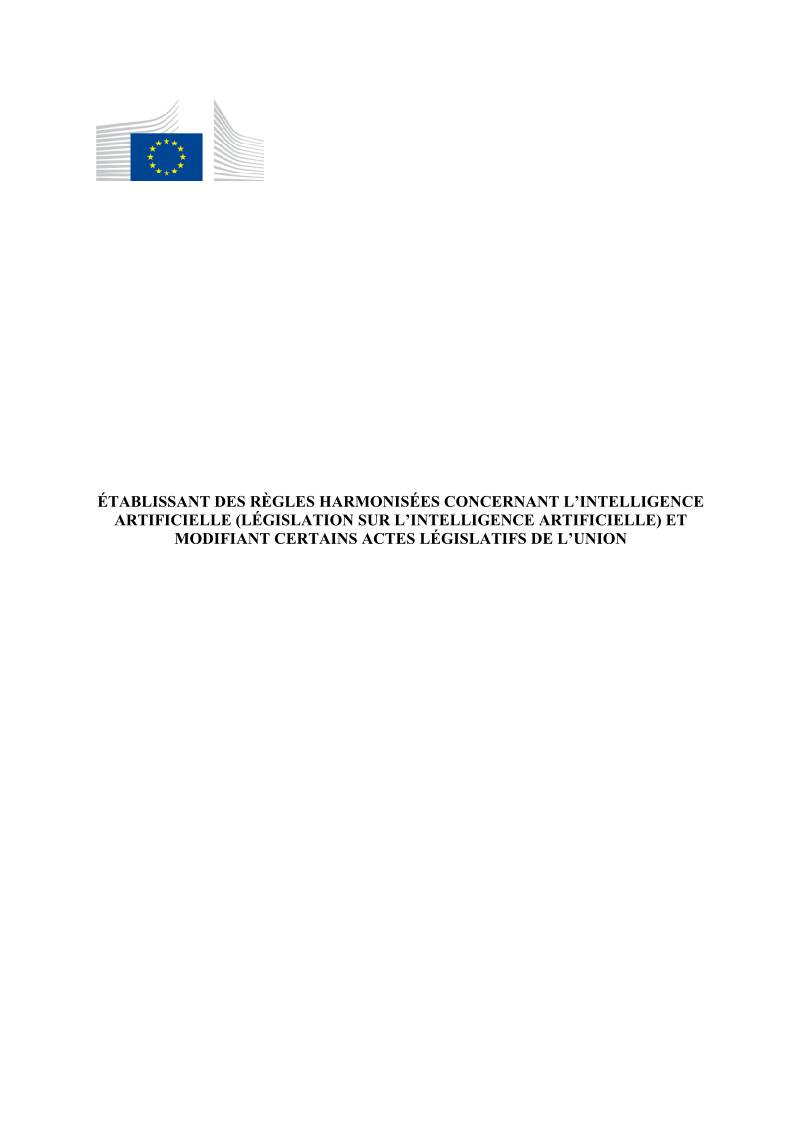 ÉTABLISSANT DES RÈGLES HARMONISÉES CONCERNANT L’INTELLIGENCE
ARTIFICIELLE (LÉGISLATION SUR L’INTELLIGENCE ARTIFICIELLE) ET
MODIFIANT CERTAINS ACTES LÉGISLATIFS DE L’UNION